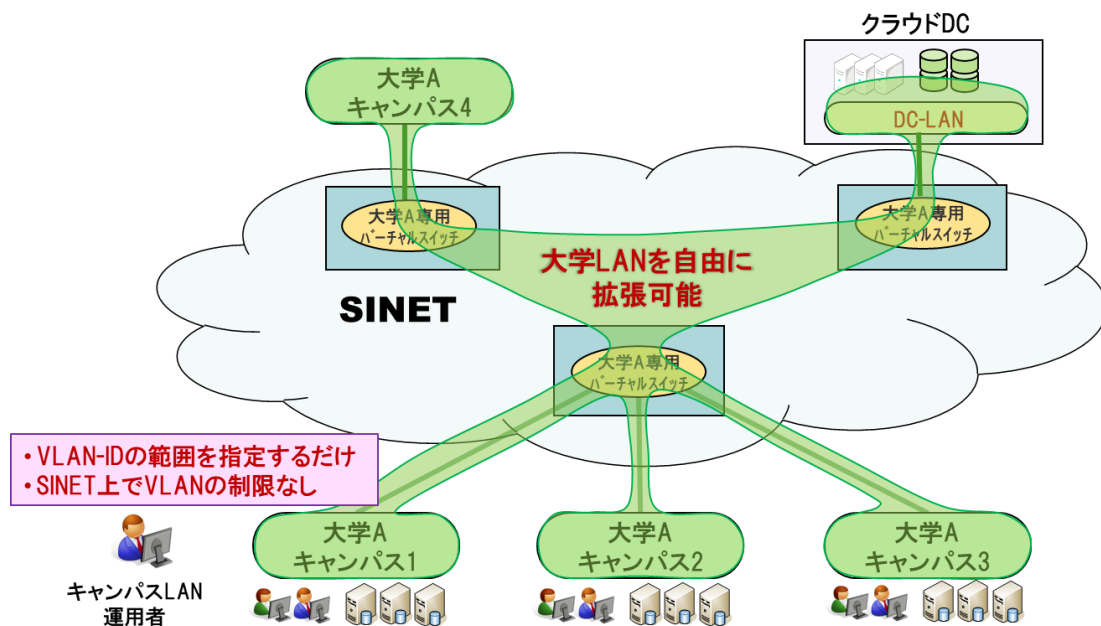 クラウドDC
大学A
キャンパス4
DC-LAN
大学A専用
バーチャルスイッチ
大学A専用
バーチャルスイッチ
大学LANを自由に
拡張可能
SINET
大学A専用
バーチャルスイッチ
・VLAN-IDの範囲を指定するだけ
・SINET上でVLANの制限なし
大学A
キャンパス1
大学A
キャンパス2
大学A
キャンパス3
キャンパスLAN
運用者